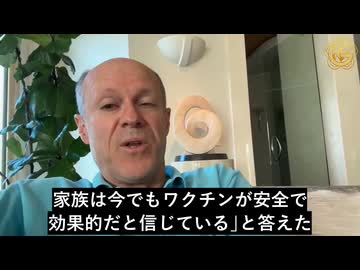 家族は今でもワクチンが安全で
効果的だと信じている」と答えた